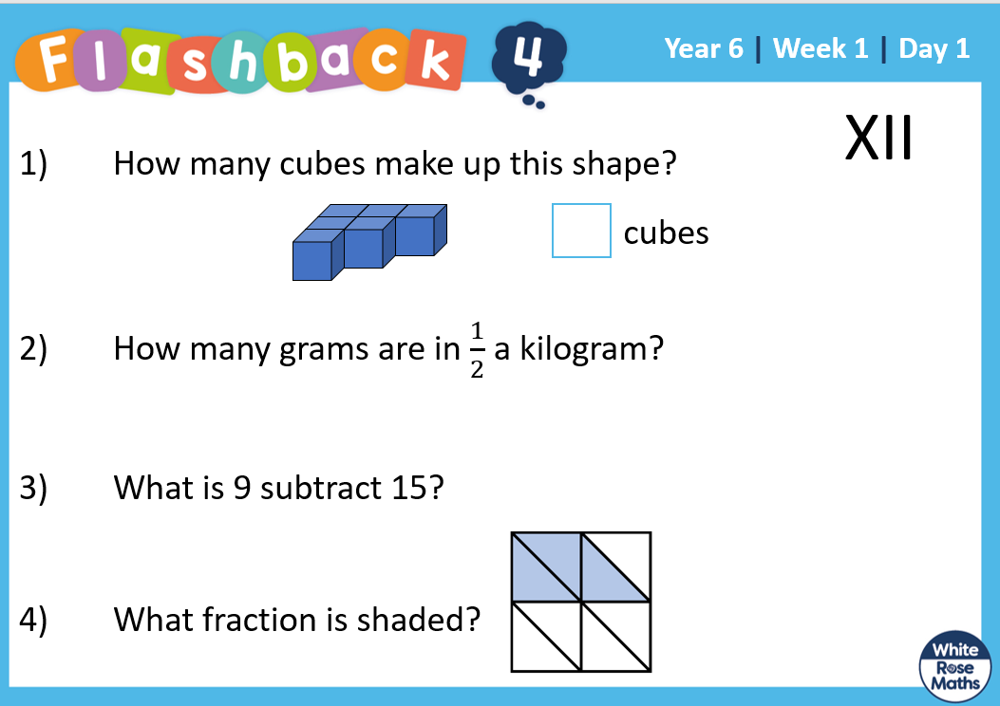 Flashback 4
Year 6 | Week 1 | Day 1
XII
1) How many cubes make up this shape?
cubes
2) How many grams are in 1/2 a kilogram?
3) What is 9 subtract 15?
4) What fraction is shaded?
White
Rose
Maths